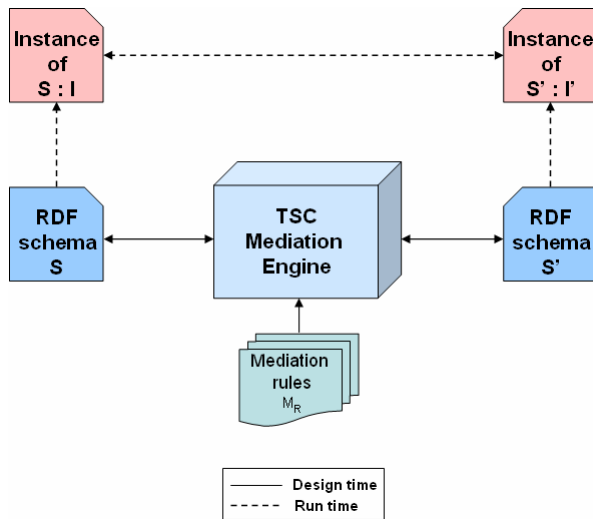 Instance
of
S : I
Instance
of
S' : I'
RDF
schema
S
TSC
Mediation
Engine
RDF
schema
S'
Mediation
rules
MR
Design time
Run time